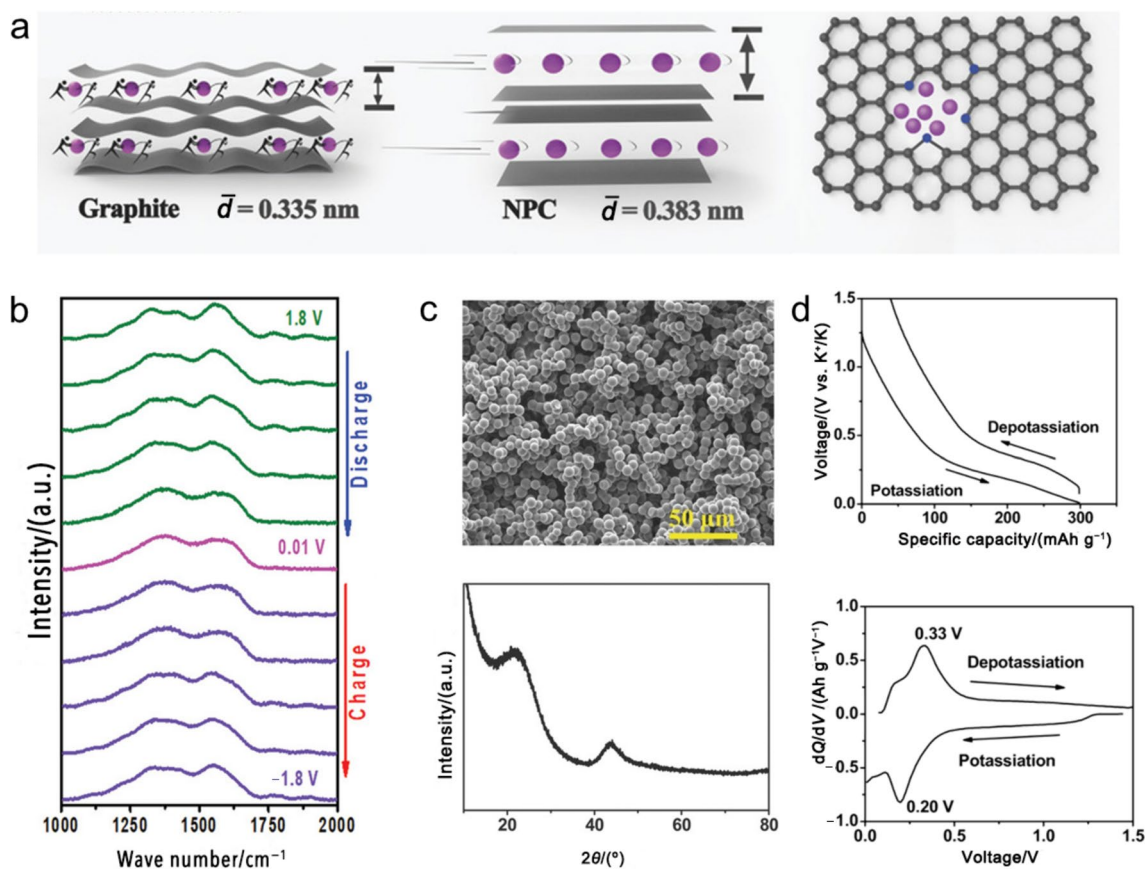 a
Graphite d̄ = 0.335 nm
NPC d̄ = 0.383 nm
b
1.8 V
Discharge
0.01 V
Charge
−1.8 V
Intensity/(a.u.)
1000 1250 1500 1750 2000
Wave number/cm⁻¹
c
50 μm
Intensity/(a.u.)
20 40 60 80
2θ/(°)
d
1.5
1.0
0.5
0.0
Voltage/(V vs. K⁺/K)
Depotassiation
Potassiation
0 100 200 300 400
Specific capacity/(mAh g⁻¹)
1.0
0.5
0
−0.5
−1.0
dQ/dV /(Ah g⁻¹V⁻¹)
0.33 V
Depotassiation
Potassiation
0.20 V
0.0 0.5 1.0 1.5
Voltage/V